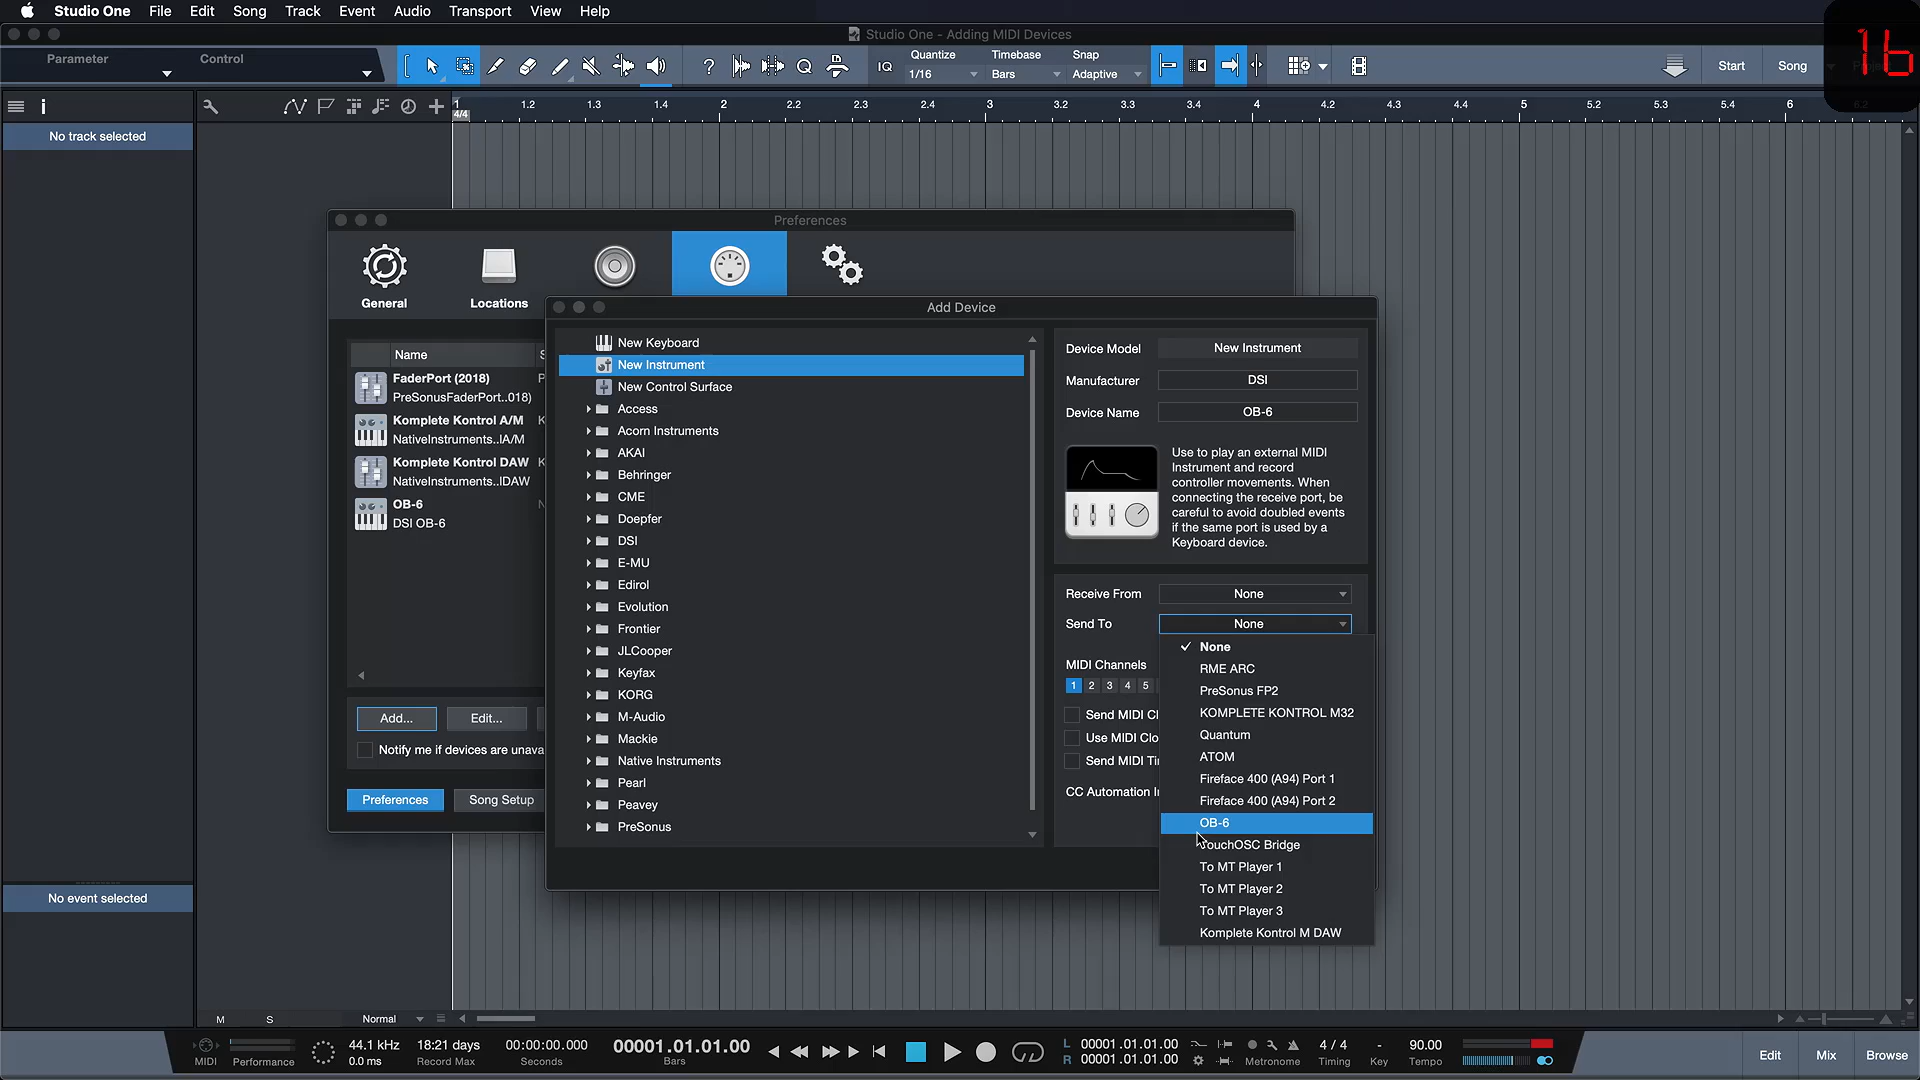 Studio One File Edit Song Track Event Audio Transport View Help
Studio One - Adding MIDI Devices
16
Parameter Control
IQ Quantize 1/16 Timebase Bars Snap Adaptive
Start Song
No track selected
1 1.2 1.3 1.4 2 2.2 2.3 2.4 3 3.2 3.3 3.4 4 4.2 4.3 4.4 5 5.2 5.3 5.4 6 6.2
4/4
Preferences
General Locations
Add Device
Name
FaderPort (2018)
PreSonusFaderPort..018)
Komplete Kontrol A/M
NativeInstruments..lA/M
Komplete Kontrol DAW
NativeInstruments..lDAW
OB-6
DSI OB-6
Add... Edit...
Notify me if devices are unava
Preferences Song Setup
New Keyboard
New Instrument
New Control Surface
Access
Acorn Instruments
AKAI
Behringer
CME
Doepfer
DSI
E-MU
Edirol
Evolution
Frontier
JLCooper
Keyfax
KORG
M-Audio
Mackie
Native Instruments
Pearl
Peavey
PreSonus
Device Model New Instrument
Manufacturer DSI
Device Name OB-6
Use to play an external MIDI
Instrument and record
controller movements. When
connecting the receive port, be
careful to avoid doubled events
if the same port is used by a
Keyboard device.
Receive From None
Send To None
MIDI Channels
1 2 3 4 5
Send MIDI Cl
Use MIDI Clo
Send MIDI Ti
CC Automation I
None
RME ARC
PreSonus FP2
KOMPLETE KONTROL M32
Quantum
ATOM
Fireface 400 (A94) Port 1
Fireface 400 (A94) Port 2
OB-6
TouchOSC Bridge
To MT Player 1
To MT Player 2
To MT Player 3
Komplete Kontrol M DAW
No event selected
M S Normal
MIDI Performance
44.1 kHz
0.0 ms
18:21 days
Record Max
00:00:00.000
Seconds
00001.01.01.00
Bars
L 00001.01.01.00
R 00001.01.01.00
Metronome
4 / 4
Timing
-
Key
90.00
Tempo
Edit Mix Browse